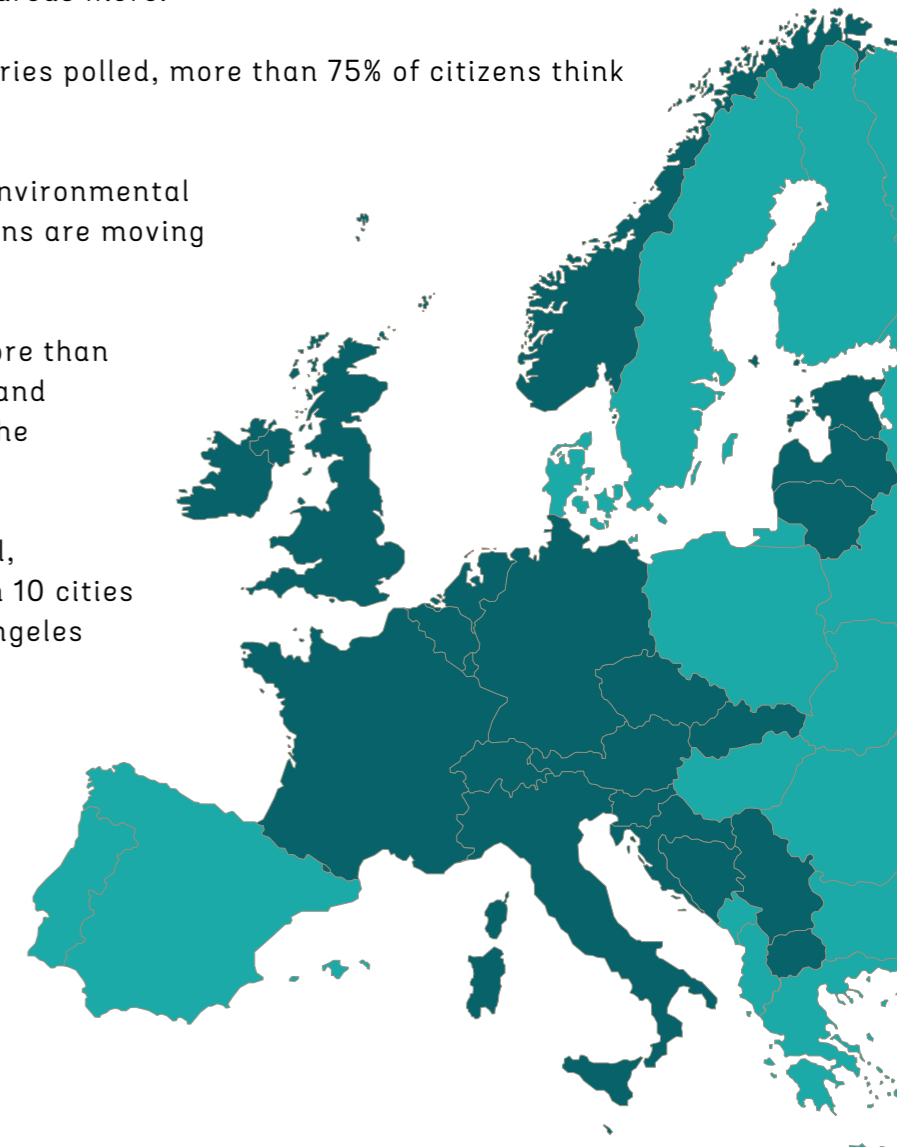 ries polled, more than 75% of citizens think
nvironmental
ns are moving
ore than
and
he
l,
10 cities
ngeles